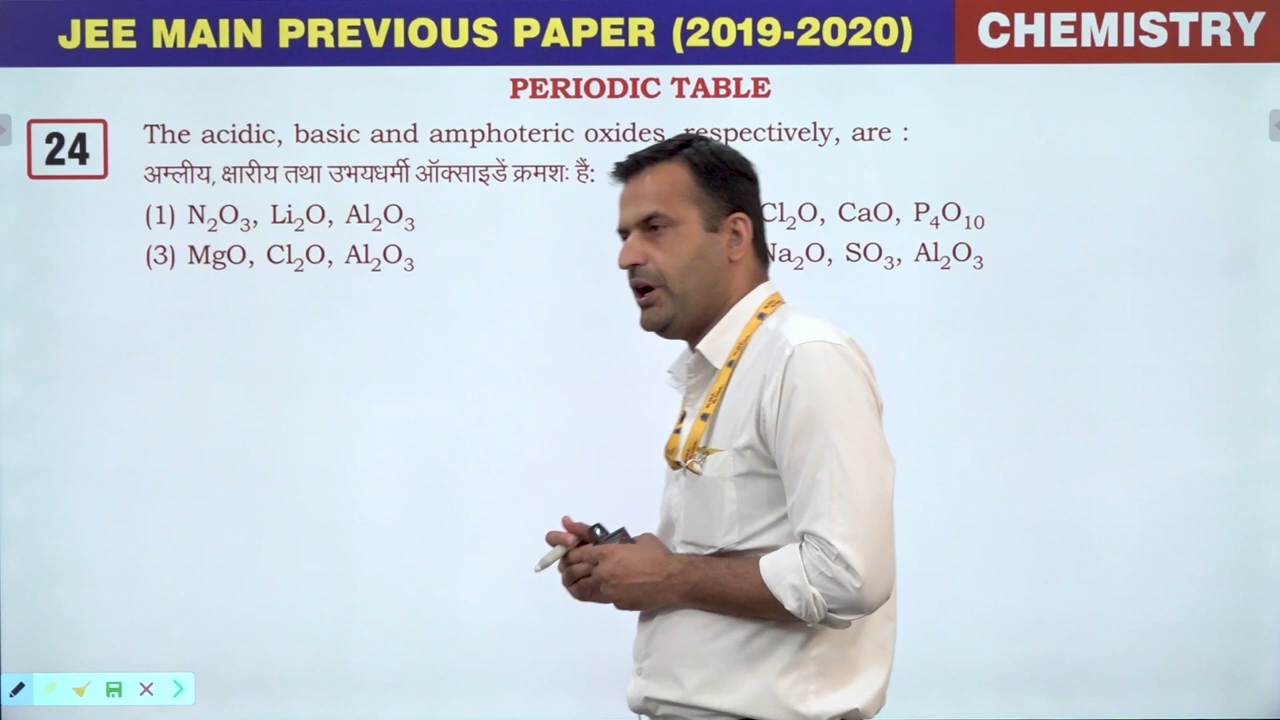 JEE MAIN PREVIOUS PAPER (2019-2020) CHEMISTRY
PERIODIC TABLE
24 The acidic, basic and amphoteric oxides, respectively, are :
अम्लीय, क्षारीय तथा उभयधर्मी ऑक्साइडें क्रमशः हैं:
(1) N₂O₃, Li₂O, Al₂O₃ Cl₂O, CaO, P₄O₁₀
(3) MgO, Cl₂O, Al₂O₃ Na₂O, SO₃, Al₂O₃